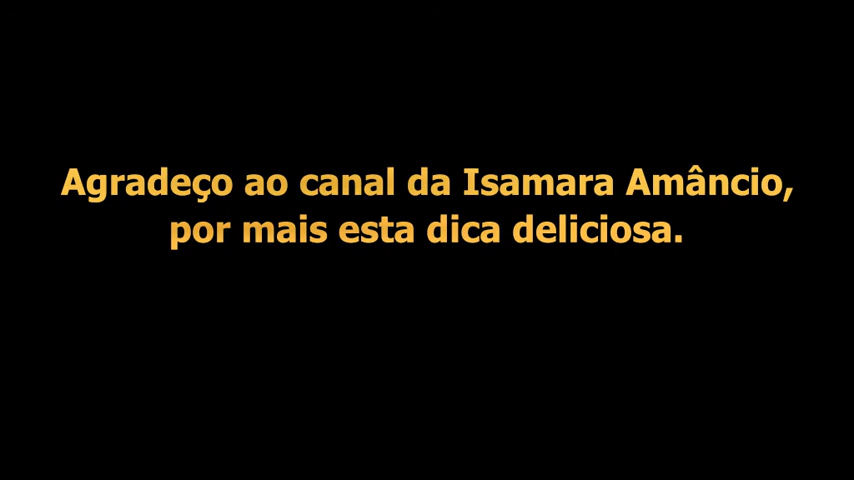 Agradeço ao canal da Isamara Amâncio,
por mais esta dica deliciosa.